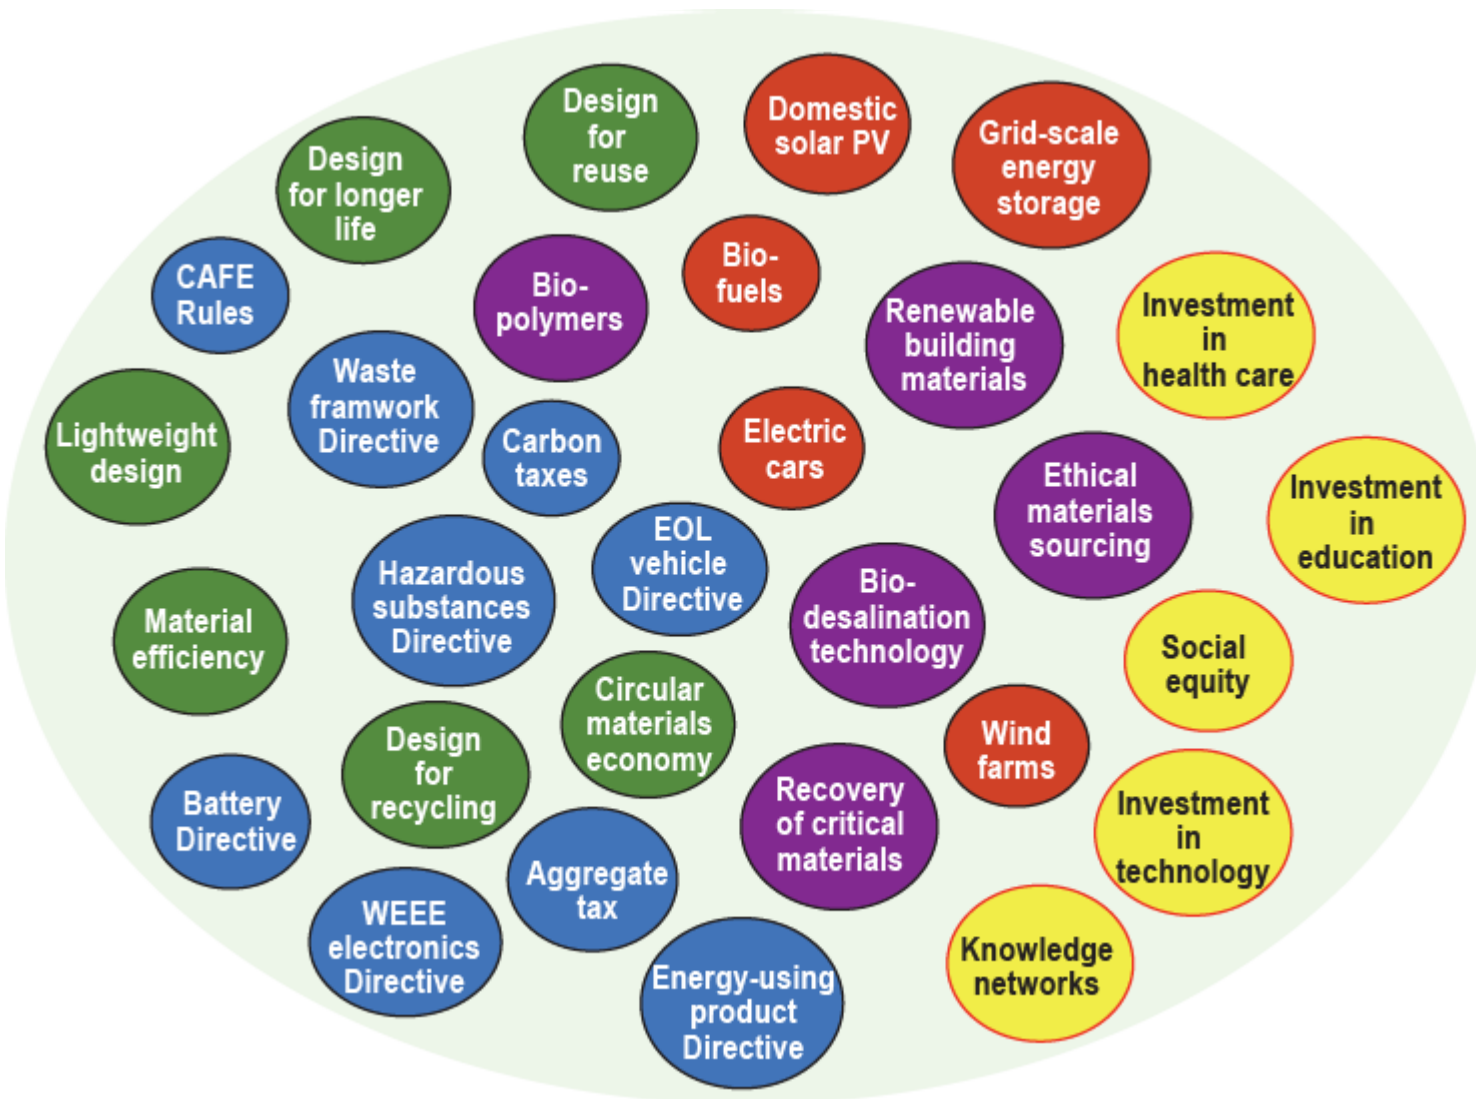 Design
for
reuse
Domestic
solar PV
Grid-scale
energy
storage
Design
for longer
life
CAFE
Rules
Bio-
polymers
Bio-
fuels
Renewable
building
materials
Investment
in
health care
Waste
framwork
Directive
Lightweight
design
Carbon
taxes
Electric
cars
Ethical
materials
sourcing
Investment
in
education
Hazardous
substances
Directive
EOL
vehicle
Directive
Bio-
desalination
technology
Material
efficiency
Social
equity
Circular
materials
economy
Design
for
recycling
Wind
farms
Battery
Directive
Recovery
of critical
materials
Investment
in
technology
Aggregate
tax
WEEE
electronics
Directive
Knowledge
networks
Energy-using
product
Directive